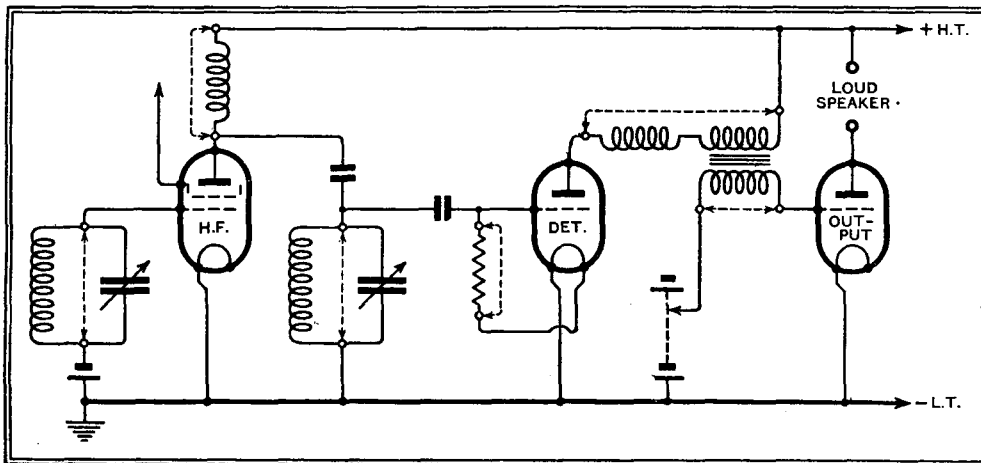 + H.T.
LOUD
SPEAKER.
H.F.
DET.
OUT-
PUT
- L.T.